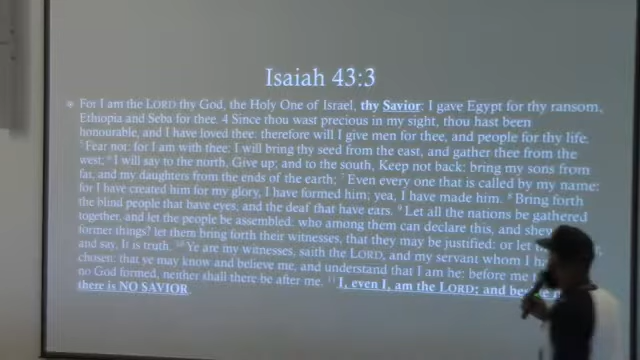 Isaiah 43:3
For I am the LORD thy God, the Holy One of Israel, thy Savior: I gave Egypt for thy ransom,
Ethiopia and Seba for thee. 4 Since thou wast precious in my sight, thou hast been
honourable, and I have loved thee: therefore will I give men for thee, and people for thy life.
5 Fear not: for I am with thee: I will bring thy seed from the east, and gather thee from the
west; 6 I will say to the north, Give up; and to the south, Keep not back: bring my sons from
far, and my daughters from the ends of the earth; 7 Even every one that is called by my name:
for I have created him for my glory, I have formed him; yea, I have made him. 8 Bring forth
the blind people that have eyes, and the deaf that have ears. 9 Let all the nations be gathered
together, and let the people be assembled: who among them can declare this, and shew
former things? let them bring forth their witnesses, that they may be justified: or let
and say, It is truth. 10 Ye are my witnesses, saith the LORD, and my servant whom I
chosen: that ye may know and believe me, and understand that I am he: before me
no God formed, neither shall there be after me. 11 I, even I, am the LORD; and
there is NO SAVIOR.